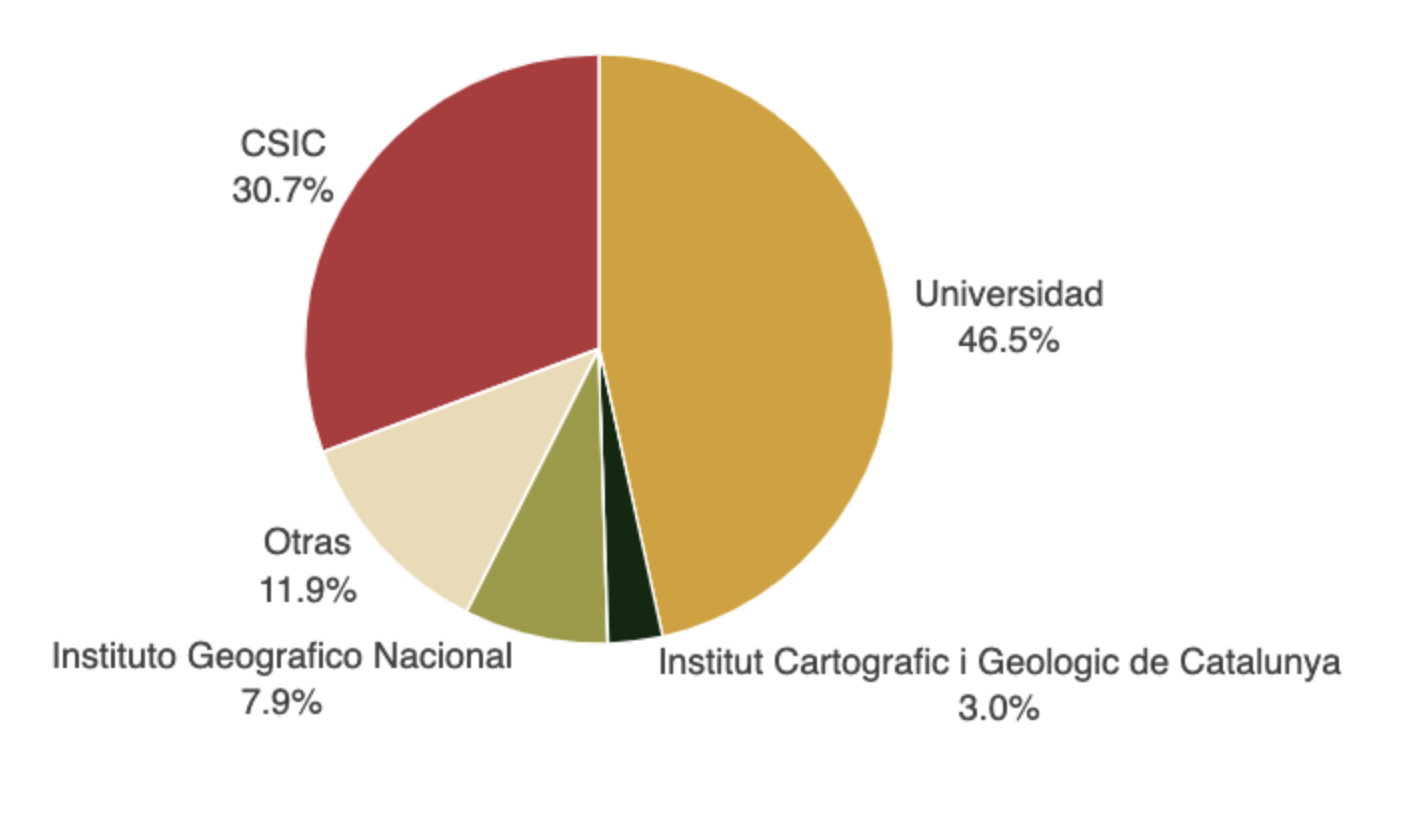 CSIC
30.7%
Universidad
46.5%
Otras
11.9%
Instituto Geografico Nacional
7.9%
Institut Cartografic i Geologic de Catalunya
3.0%